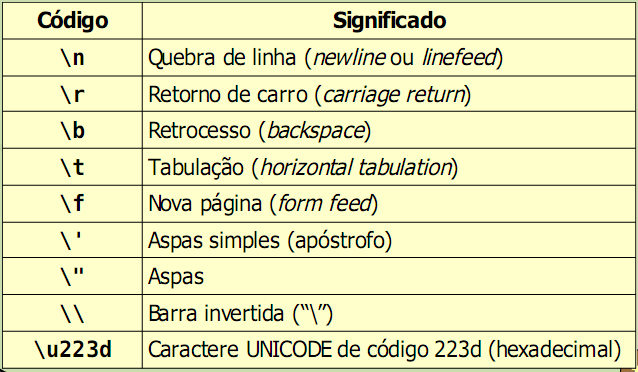 Código Significado
\n Quebra de linha (newline ou linefeed)
\r Retorno de carro (carriage return)
\b Retrocesso (backspace)
\t Tabulação (horizontal tabulation)
\f Nova página (form feed)
\' Aspas simples (apóstrofo)
\" Aspas
\\ Barra invertida (“\”)
\u223d Caractere UNICODE de código 223d (hexadecimal)